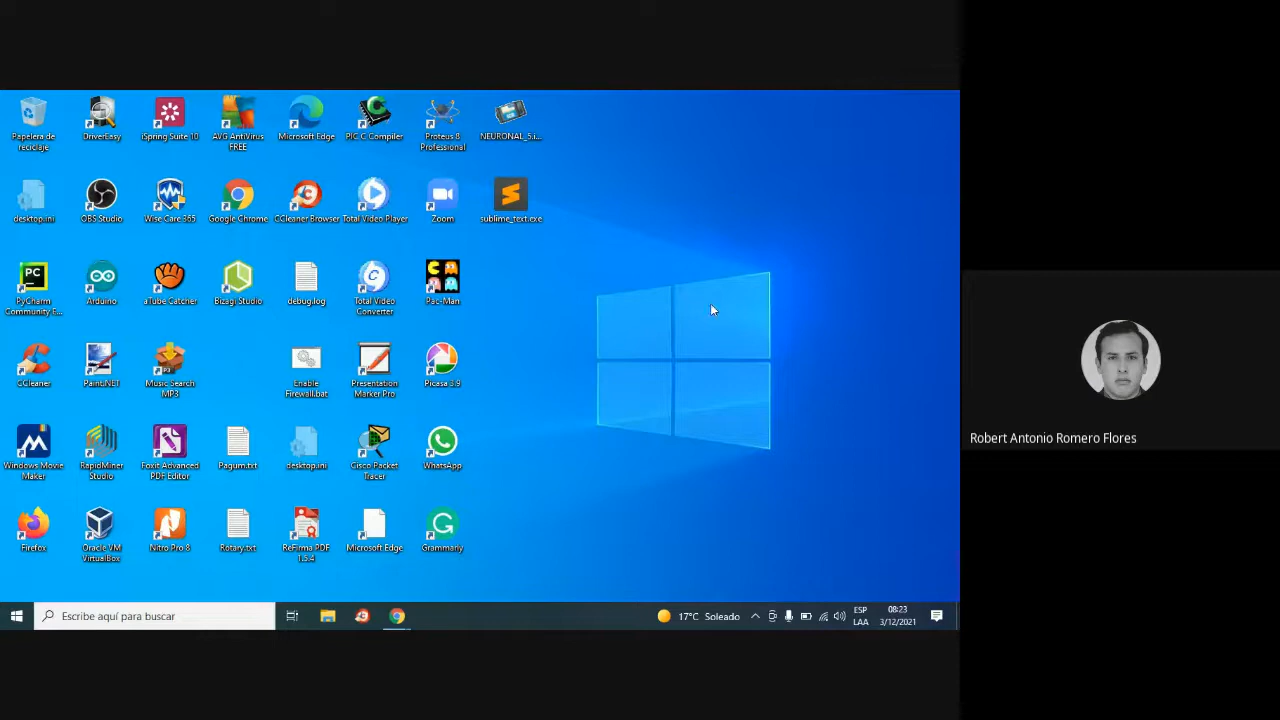 Papelera de
reciclaje
DriverEasy
iSpring Suite 10
AVG AntiVirus
FREE
Microsoft Edge
PIC C Compiler
Proteus 8
Professional
NEURONAL_5.i...
desktop.ini
OBS Studio
Wise Care 365
Google Chrome
CCleaner Browser
Total Video Player
Zoom
sublime_text.exe
PC
PyCharm
Community E...
Arduino
aTube Catcher
Bizagi Studio
debug.log
Total Video
Converter
Pac-Man
CCleaner
Paint.NET
Music Search
MP3
Enable
Firewall.bat
Presentation
Marker Pro
Picasa 3.9
Windows Movie
Maker
RapidMiner
Studio
Foxit Advanced
PDF Editor
Pagum.txt
desktop.ini
Cisco Packet
Tracer
WhatsApp
Firefox
Oracle VM
VirtualBox
Nitro Pro 8
Rotary.txt
ReFirma PDF
1.5.4
Microsoft Edge
Grammarly
Robert Antonio Romero Flores
Escribe aquí para buscar
17°C Soleado
ESP
LAA
08:23
3/12/2021